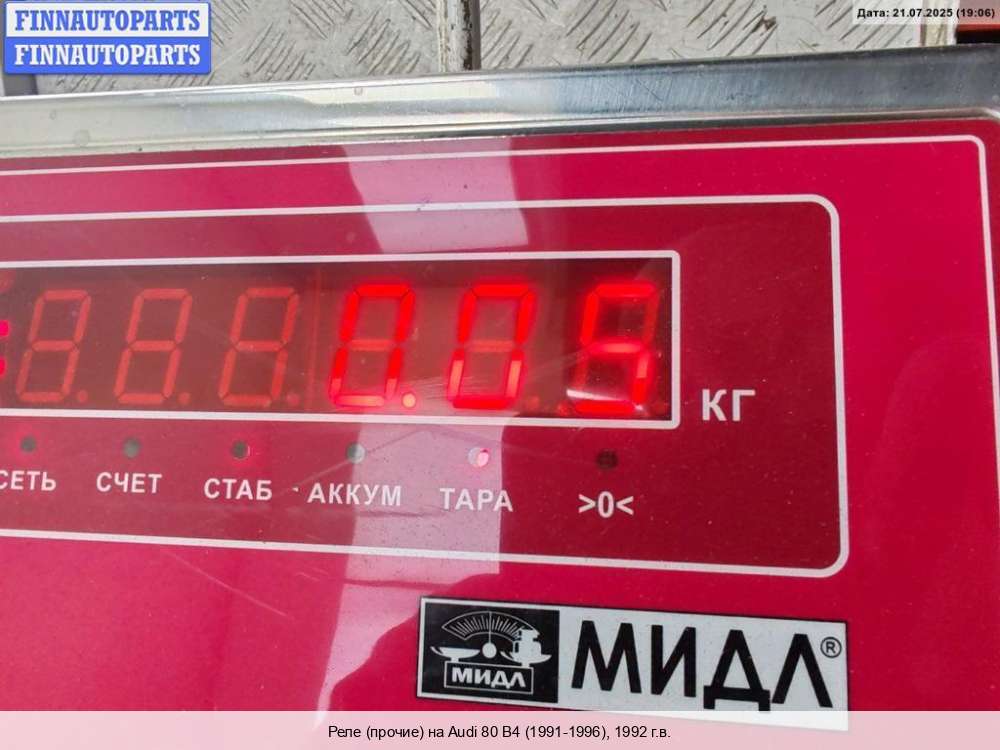 FINNAUTOPARTS
FINNAUTOPARTS
Дата: 21.07.2025 (19:06)
0.05 КГ
СЕТЬ СЧЕТ СТАБ АККУМ ТАРА >0<
МИДЛ МИДЛ®
Реле (прочие) на Audi 80 B4 (1991-1996), 1992 г.в.